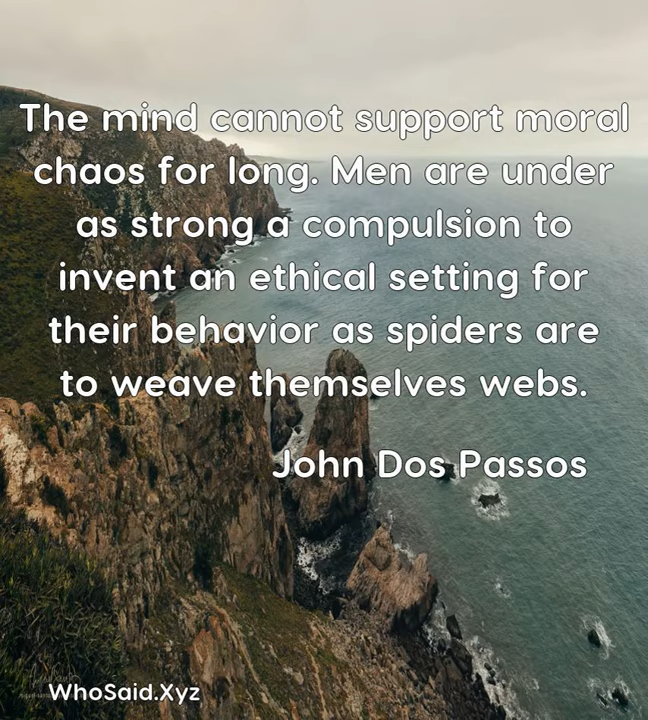 The mind cannot support moral
chaos for long. Men are under
as strong a compulsion to
invent an ethical setting for
their behavior as spiders are
to weave themselves webs.
John Dos Passos
WhoSaid.Xyz